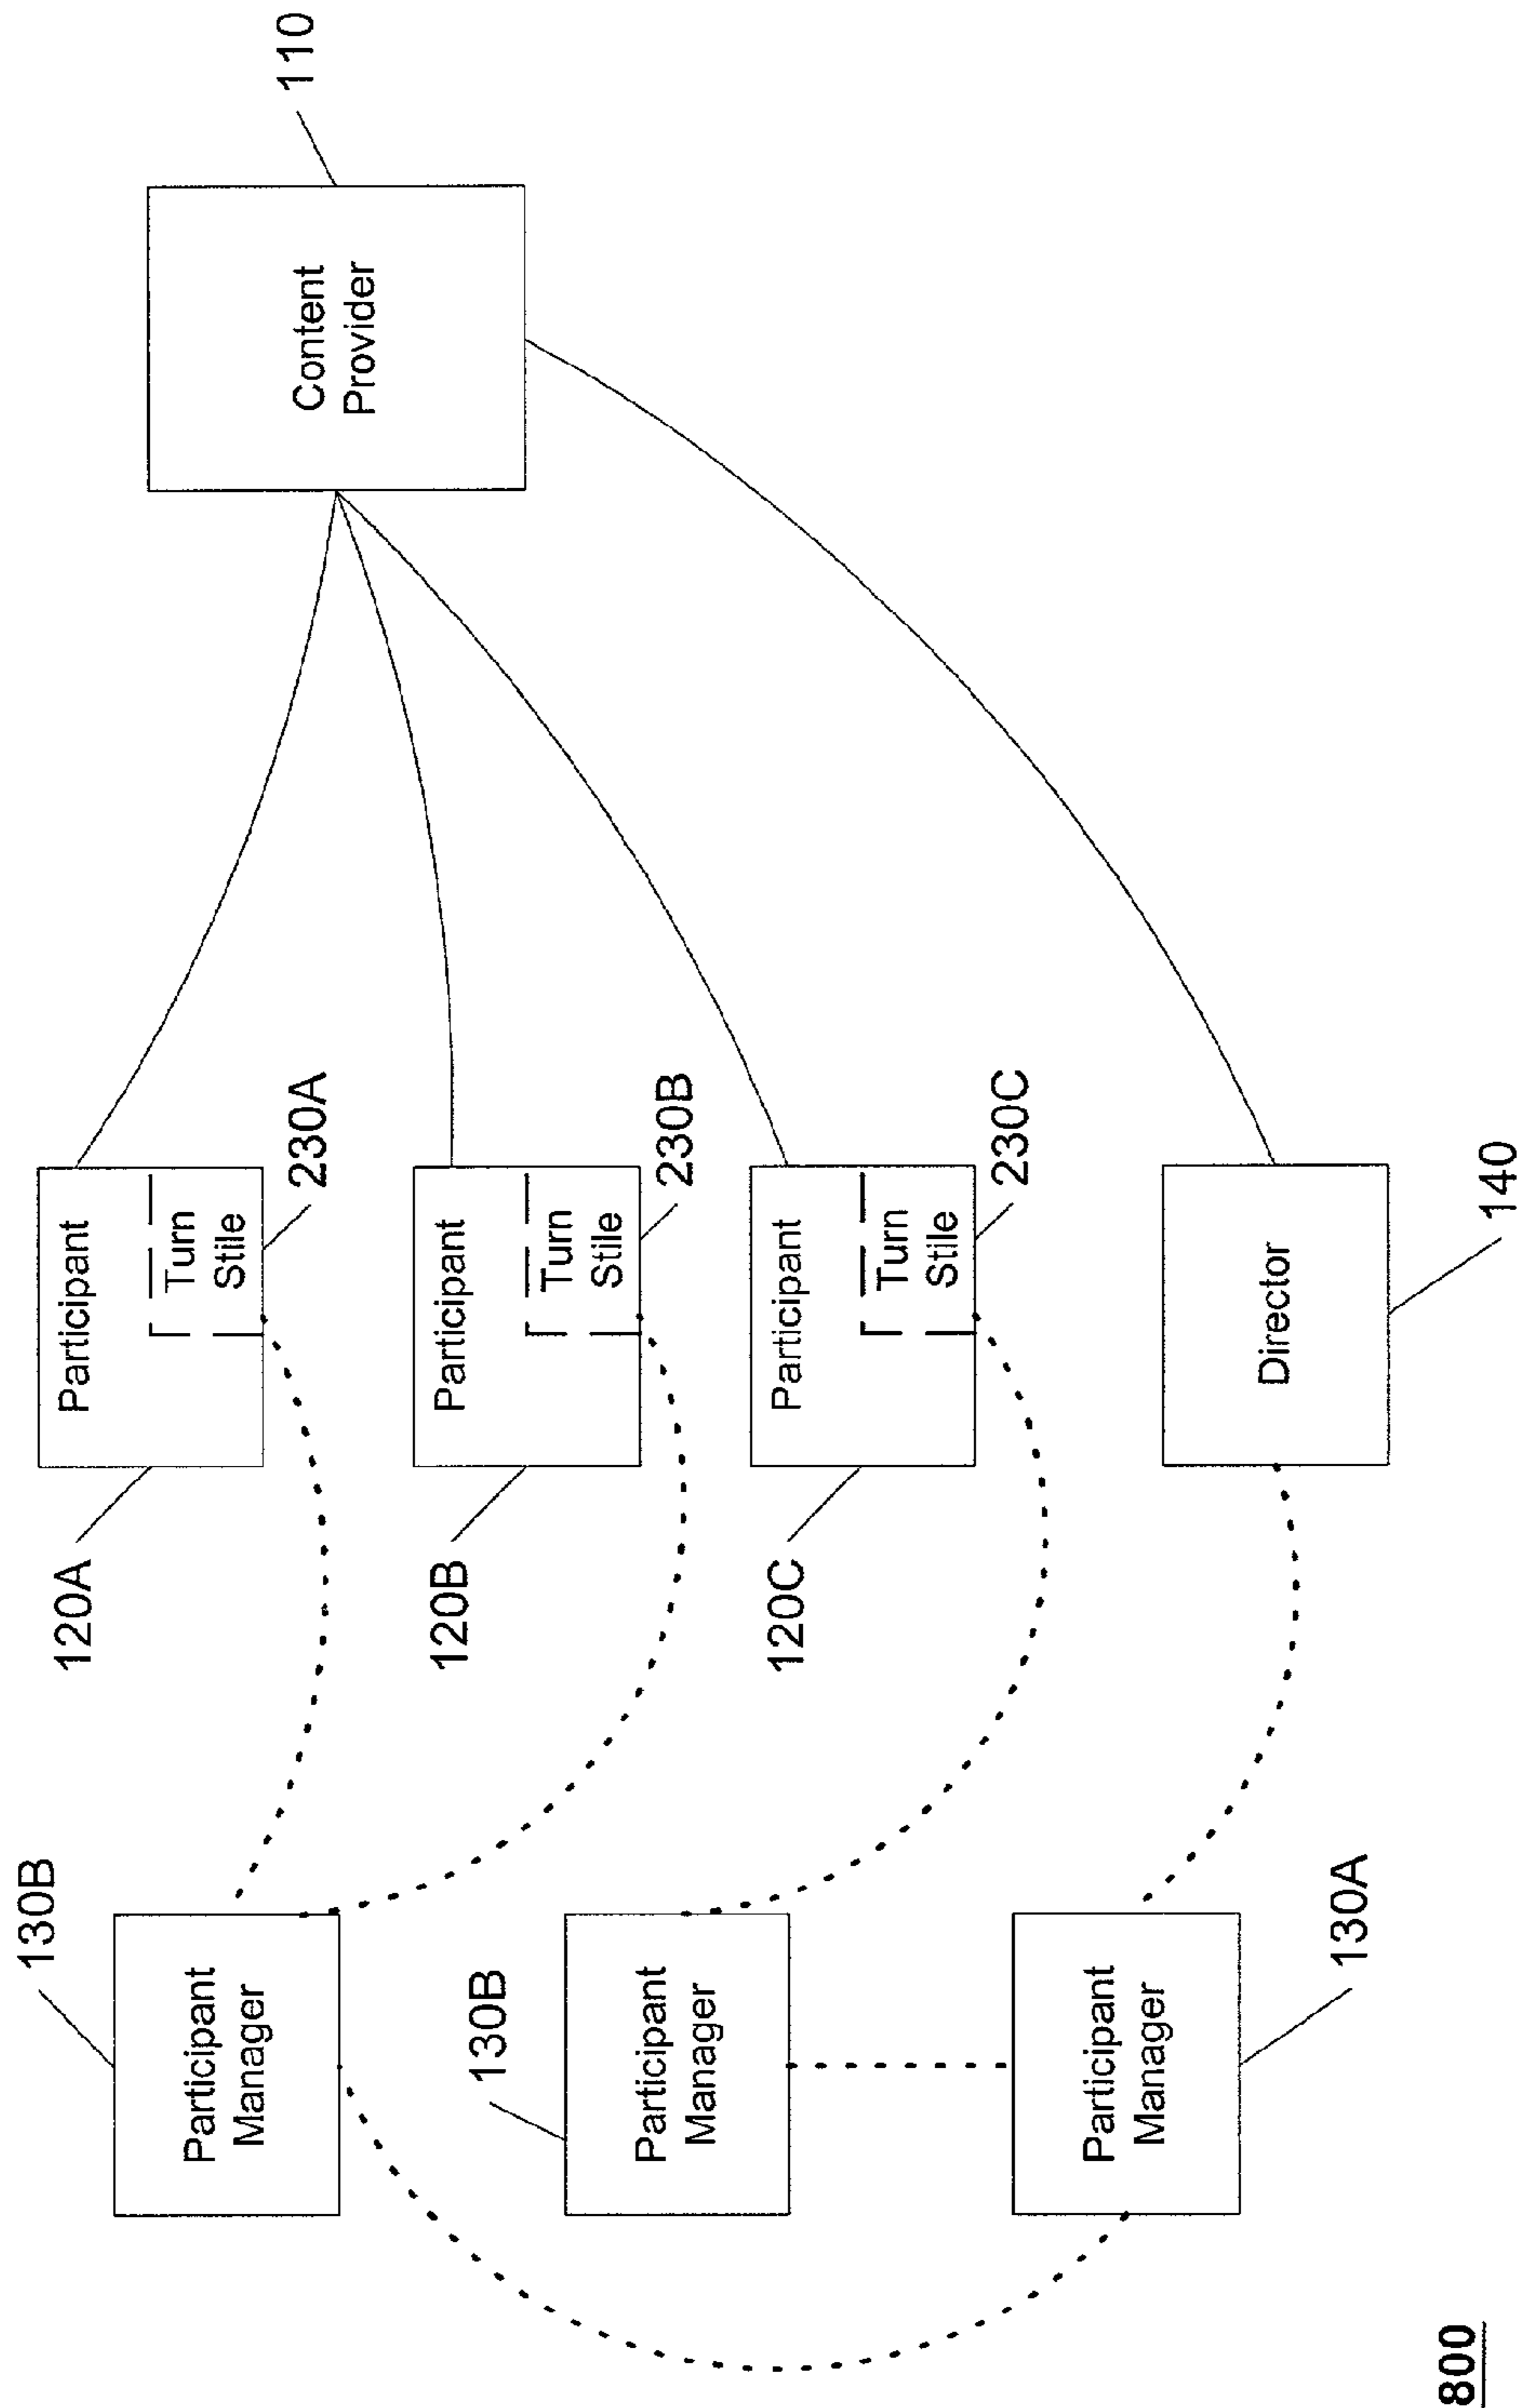 110
Content
Provider
Participant
Turn
Stile
230A
120A
Participant
Turn
Stile
230B
120B
Participant
Turn
Stile
230C
120C
Director
140
130B
Participant
Manager
130B
Participant
Manager
Participant
Manager
130A
800